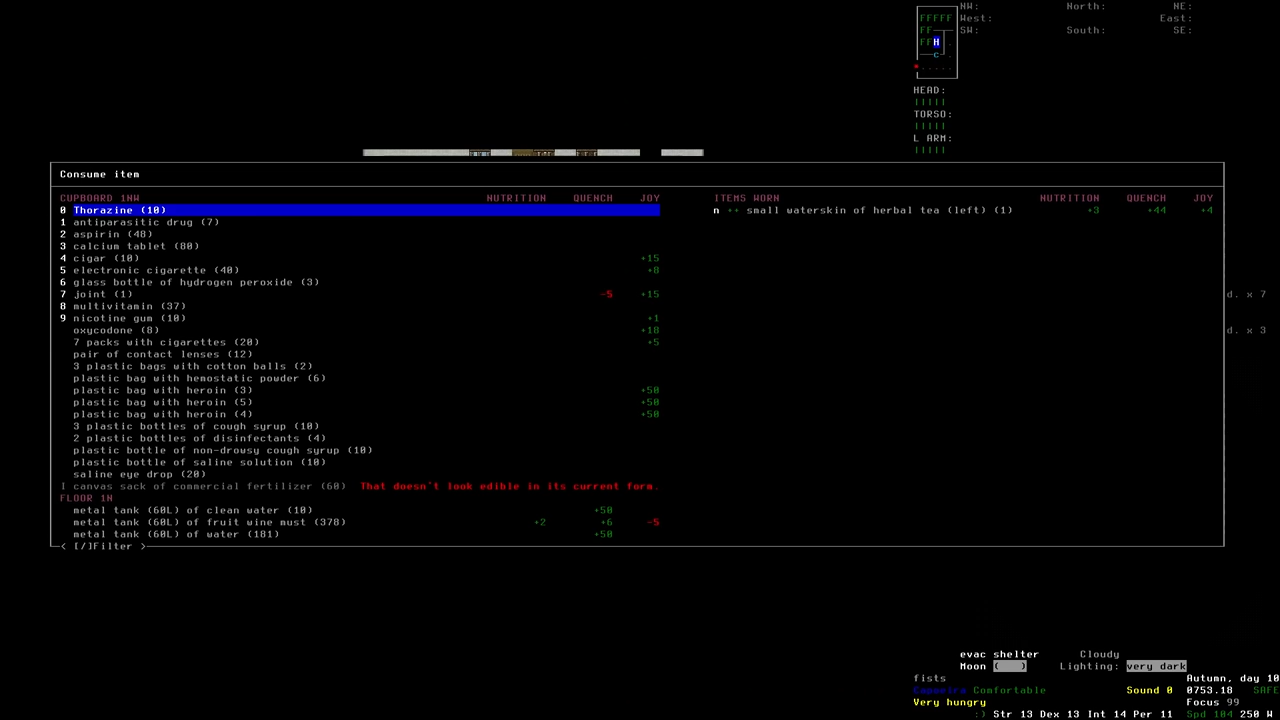 NW: North: NE:
FFFFF West: East:
FF SW: South: SE:
FFH
c
HEAD:
|||||
TORSO:
|||||
L ARM:
|||||
Consume item
CUPBOARD 1NW NUTRITION QUENCH JOY ITEMS WORN NUTRITION QUENCH JOY
0 Thorazine (10) n ++ small waterskin of herbal tea (left) (1) +3 +44 +4
1 antiparasitic drug (7)
2 aspirin (48)
3 calcium tablet (80)
4 cigar (10) +15
5 electronic cigarette (40) +8
6 glass bottle of hydrogen peroxide (3)
7 joint (1) -5 +15 d. x 7
8 multivitamin (37)
9 nicotine gum (10) +1
oxycodone (8) +18 d. x 3
7 packs with cigarettes (20) +5
pair of contact lenses (12)
3 plastic bags with cotton balls (2)
plastic bag with hemostatic powder (6)
plastic bag with heroin (3) +50
plastic bag with heroin (5) +50
plastic bag with heroin (4) +50
3 plastic bottles of cough syrup (10)
2 plastic bottles of disinfectants (4)
plastic bottle of non-drowsy cough syrup (10)
plastic bottle of saline solution (10)
saline eye drop (20)
I canvas sack of commercial fertilizer (60) That doesn't look edible in its current form.
FLOOR 1N
metal tank (60L) of clean water (10) +50
metal tank (60L) of fruit wine must (378) +2 +6 -5
metal tank (60L) of water (181) +50
< [/]Filter >
evac shelter Cloudy
Moon ( ) Lighting: very dark
fists Autumn, day 10
Capoeira Comfortable Sound 0 0753.18 SAFE
Very hungry Focus 99
:) Str 13 Dex 13 Int 14 Per 11 Spd 104 250 W